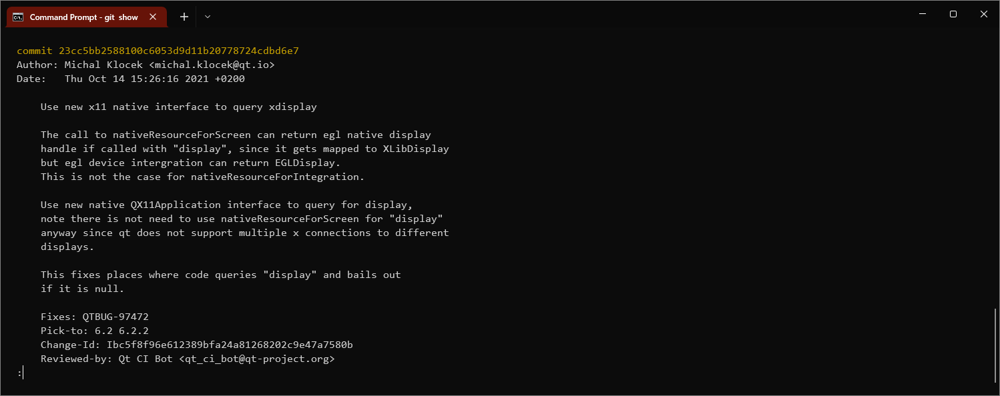 Command Prompt - git  show
commit 23cc5bb2588100c6053d9d11b20778724cdbd6e7
Author: Michal Klocek <michal.klocek@qt.io>
Date:   Thu Oct 14 15:26:16 2021 +0200
    Use new x11 native interface to query xdisplay
    The call to nativeResourceForScreen can return egl native display
    handle if called with "display", since it gets mapped to XLibDisplay
    but egl device intergration can return EGLDisplay.
    This is not the case for nativeResourceForIntegration.
    Use new native QX11Application interface to query for display,
    note there is not need to use nativeResourceForScreen for "display"
    anyway since qt does not support multiple x connections to different
    displays.
    This fixes places where code queries "display" and bails out
    if it is null.
    Fixes: QTBUG-97472
    Pick-to: 6.2 6.2.2
    Change-Id: Ibc5f8f96e612389bfa24a81268202c9e47a7580b
    Reviewed-by: Qt CI Bot <qt_ci_bot@qt-project.org>
: